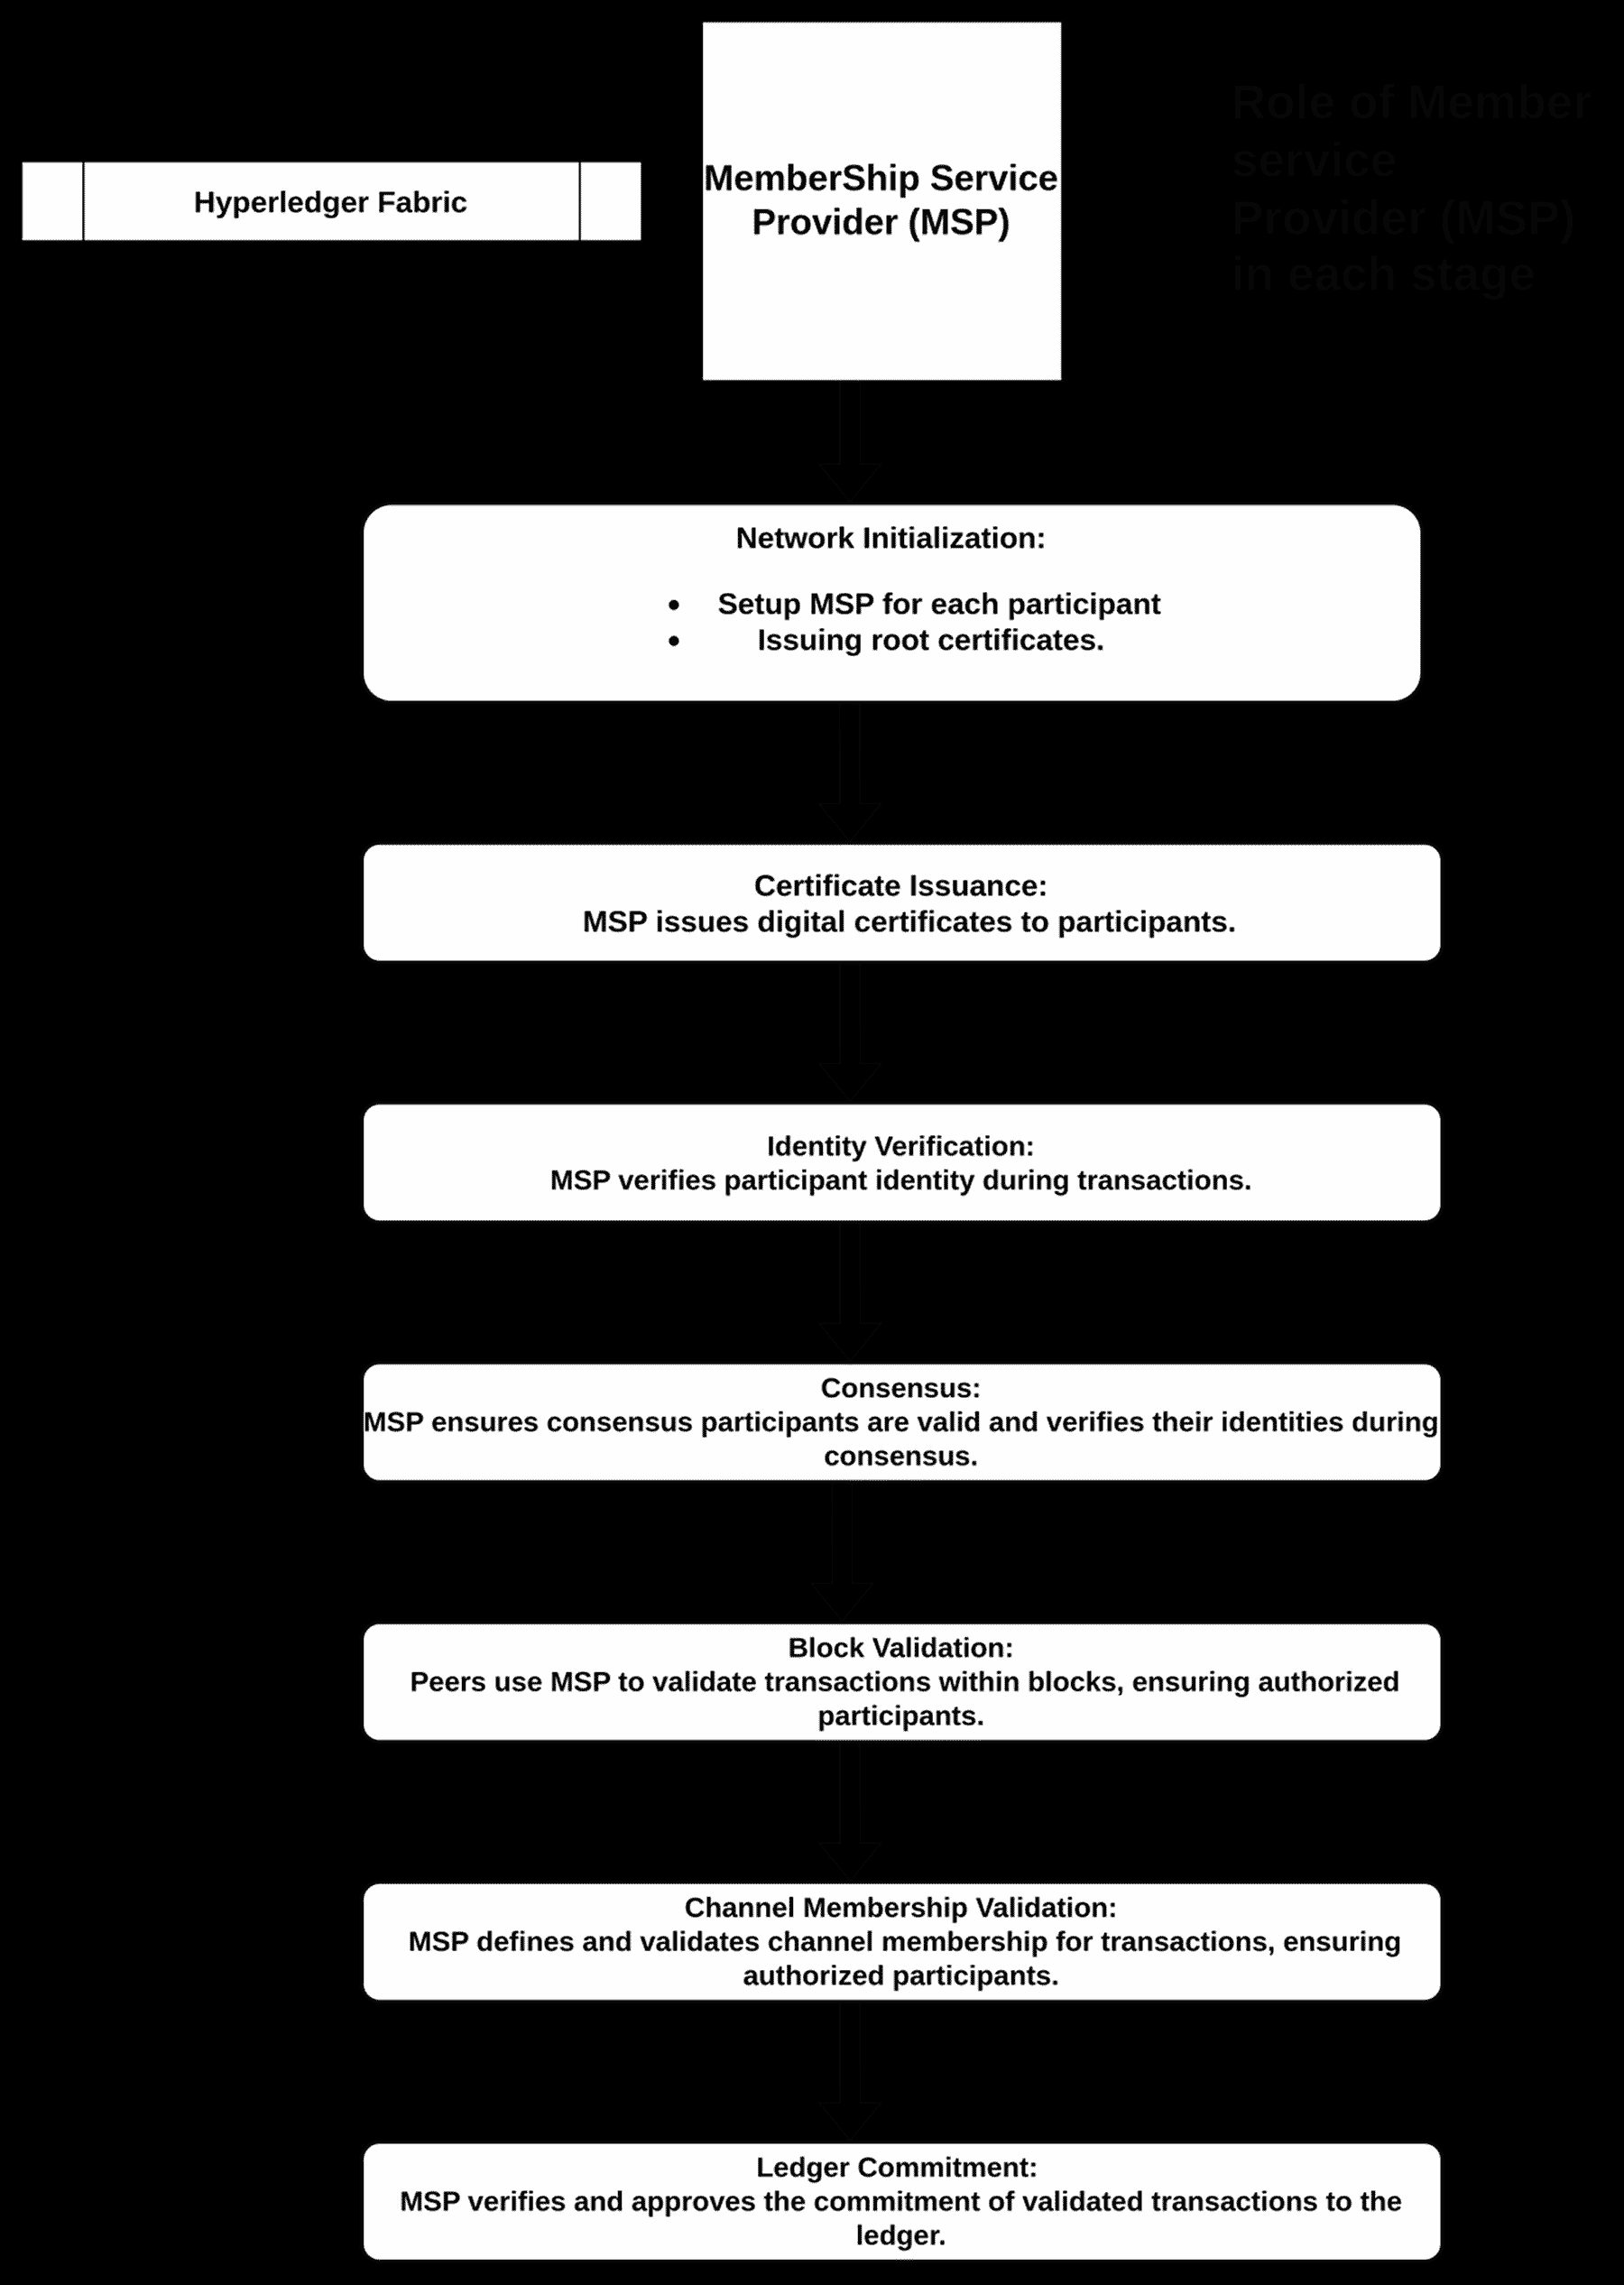 Hyperledger Fabric
MemberShip Service
Provider (MSP)
Role of Member
service
Provider (MSP)
in each stage
Network Initialization:
• Setup MSP for each participant
• Issuing root certificates.
Certificate Issuance:
MSP issues digital certificates to participants.
Identity Verification:
MSP verifies participant identity during transactions.
Consensus:
MSP ensures consensus participants are valid and verifies their identities during
consensus.
Block Validation:
Peers use MSP to validate transactions within blocks, ensuring authorized
participants.
Channel Membership Validation:
MSP defines and validates channel membership for transactions, ensuring
authorized participants.
Ledger Commitment:
MSP verifies and approves the commitment of validated transactions to the
ledger.